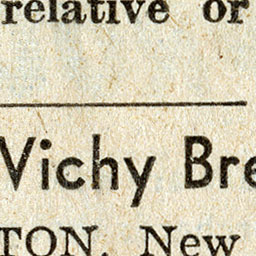 relative or
Vichy Bre
TON, New